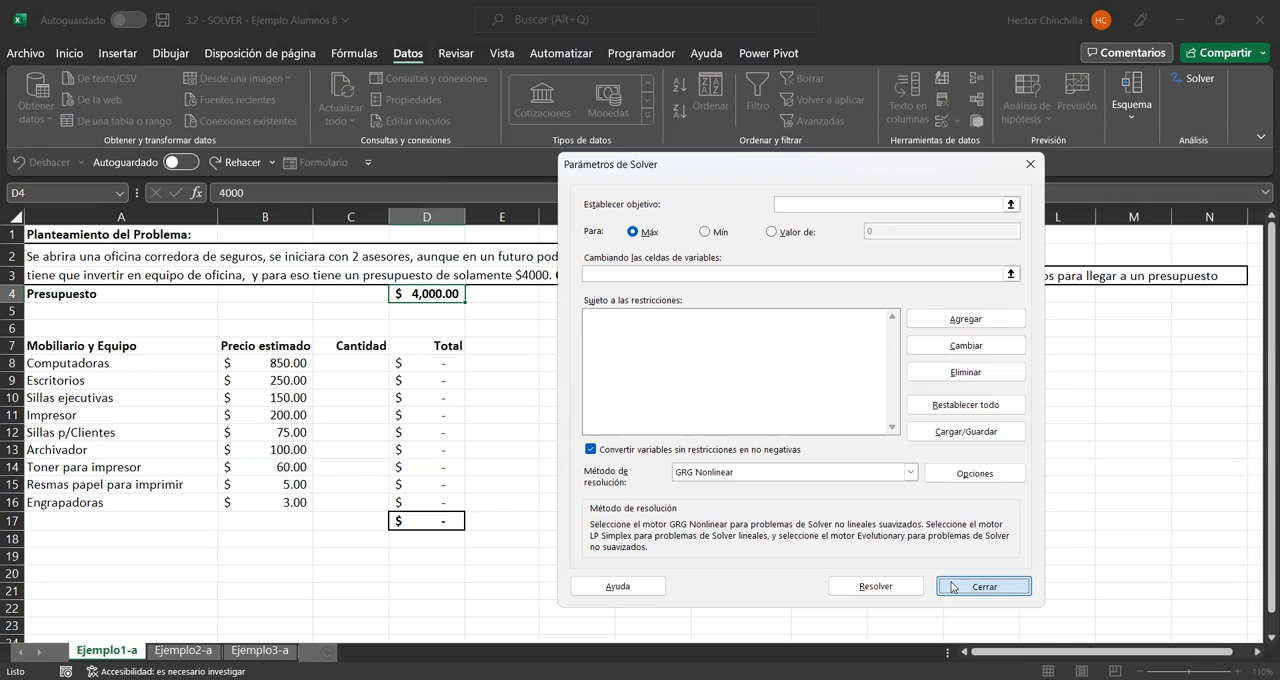 Autoguardado
3.2 - SOLVER - Ejemplo Alumnos 8
Buscar (Alt+Q)
Hector Chinchilla HC
Archivo Inicio Insertar Dibujar Disposición de página Fórmulas Datos Revisar Vista Automatizar Programador Ayuda Power Pivot
Comentarios
Compartir
Obtener datos
De texto/CSV
De la web
De una tabla o rango
Desde una imagen
Fuentes recientes
Conexiones existentes
Obtener y transformar datos
Actualizar todo
Consultas y conexiones
Propiedades
Editar vínculos
Consultas y conexiones
Cotizaciones
Monedas
Tipos de datos
Ordenar
Filtro
Borrar
Volver a aplicar
Avanzadas
Ordenar y filtrar
Texto en columnas
Herramientas de datos
Análisis de hipótesis
Previsión
Previsión
Esquema
Solver
Análisis
Deshacer Autoguardado Rehacer Formulario
D4 fx 4000
A B C D E L M N
1 Planteamiento del Problema:
2 Se abrira una oficina corredora de seguros, se iniciara con 2 asesores, aunque en un futuro pod
3 tiene que invertir en equipo de oficina, y para eso tiene un presupuesto de solamente $4000. os para llegar a un presupuesto
4 Presupuesto $ 4,000.00
5
6
7 Mobiliario y Equipo Precio estimado Cantidad Total
8 Computadoras $ 850.00 $ -
9 Escritorios $ 250.00 $ -
10 Sillas ejecutivas $ 150.00 $ -
11 Impresor $ 200.00 $ -
12 Sillas p/Clientes $ 75.00 $ -
13 Archivador $ 100.00 $ -
14 Toner para impresor $ 60.00 $ -
15 Resmas papel para imprimir $ 5.00 $ -
16 Engrapadoras $ 3.00 $ -
17 $ -
18
19
20
21
22
23
Parámetros de Solver
Establecer objetivo:
Para: Máx Mín Valor de: 0
Cambiando las celdas de variables:
Sujeto a las restricciones:
Agregar
Cambiar
Eliminar
Restablecer todo
Cargar/Guardar
Convertir variables sin restricciones en no negativas
Método de resolución: GRG Nonlinear Opciones
Método de resolución
Seleccione el motor GRG Nonlinear para problemas de Solver no lineales suavizados. Seleccione el motor
LP Simplex para problemas de Solver lineales, y seleccione el motor Evolutionary para problemas de Solver
no suavizados.
Ayuda Resolver Cerrar
Ejemplo1-a Ejemplo2-a Ejemplo3-a
Listo Accesibilidad: es necesario investigar 110%